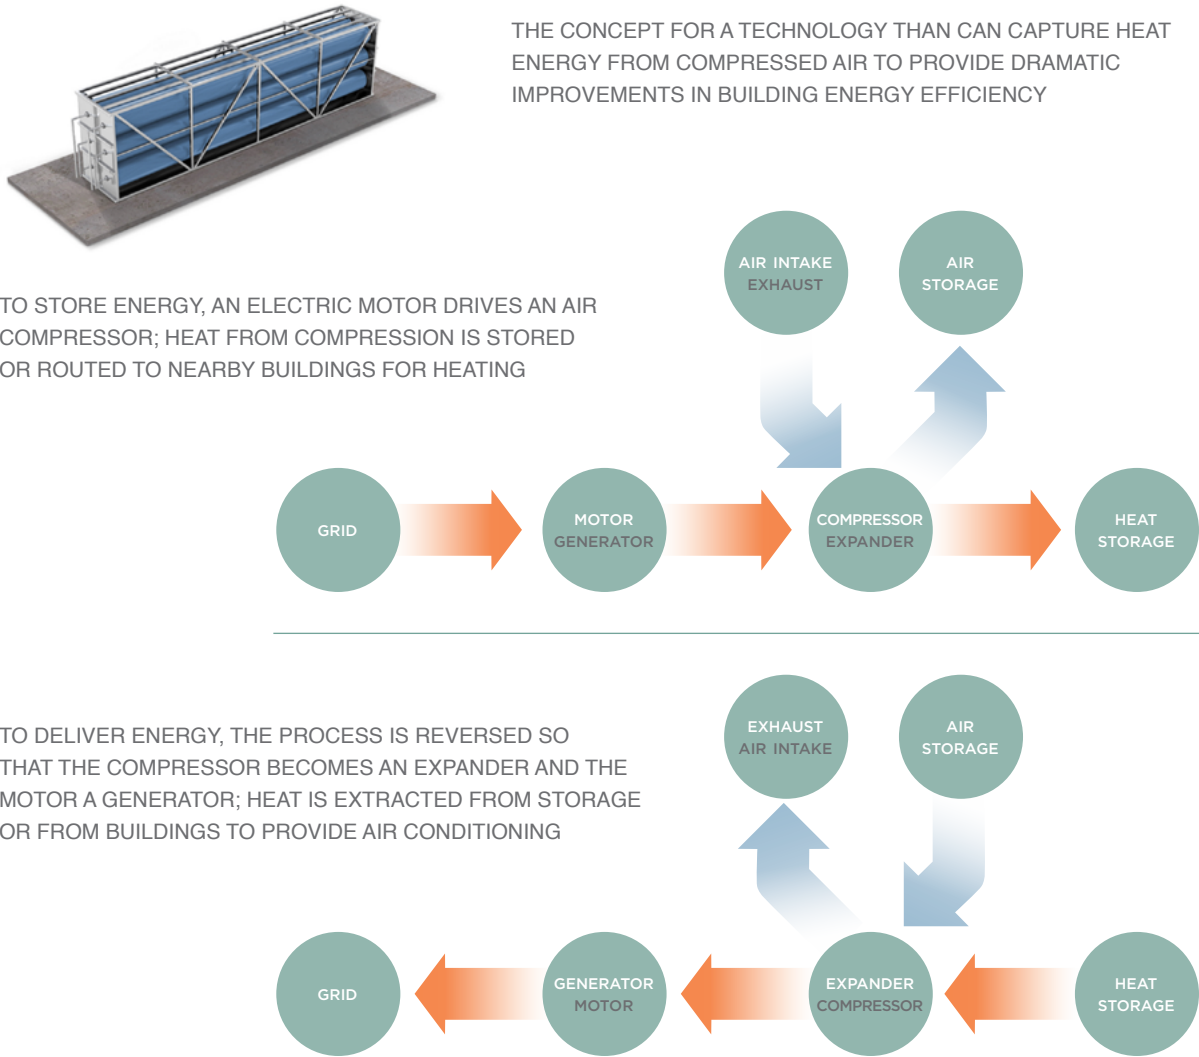 THE CONCEPT FOR A TECHNOLOGY THAN CAN CAPTURE HEAT
ENERGY FROM COMPRESSED AIR TO PROVIDE DRAMATIC
IMPROVEMENTS IN BUILDING ENERGY EFFICIENCY
TO STORE ENERGY, AN ELECTRIC MOTOR DRIVES AN AIR
COMPRESSOR; HEAT FROM COMPRESSION IS STORED
OR ROUTED TO NEARBY BUILDINGS FOR HEATING
AIR INTAKE
EXHAUST
AIR
STORAGE
GRID
MOTOR
GENERATOR
COMPRESSOR
EXPANDER
HEAT
STORAGE
TO DELIVER ENERGY, THE PROCESS IS REVERSED SO
THAT THE COMPRESSOR BECOMES AN EXPANDER AND THE
MOTOR A GENERATOR; HEAT IS EXTRACTED FROM STORAGE
OR FROM BUILDINGS TO PROVIDE AIR CONDITIONING
EXHAUST
AIR INTAKE
AIR
STORAGE
GRID
GENERATOR
MOTOR
EXPANDER
COMPRESSOR
HEAT
STORAGE